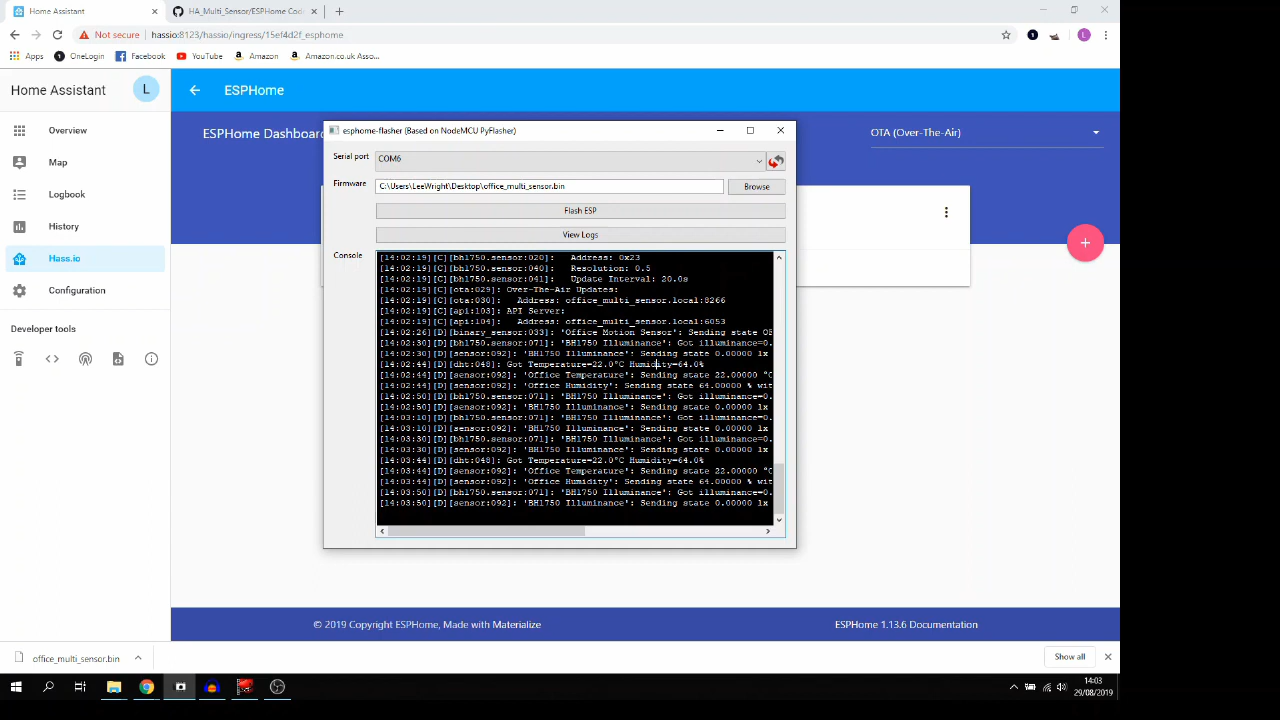 Home Assistant
HA_Multi_Sensor/ESPHome Cod
Not secure
hassio:8123/hassio/ingress/15ef4d2f_esphome
L
Apps
OneLogin
Facebook
YouTube
Amazon
Amazon.co.uk Asso...
Home Assistant
L
Overview
Map
Logbook
History
Hass.io
Configuration
Developer tools
ESPHome
ESPHome Dashboard
OTA (Over-The-Air)
esphome-flasher (Based on NodeMCU PyFlasher)
Serial port
COM6
Firmware
C:\Users\LeeWright\Desktop\office_multi_sensor.bin
Browse
Flash ESP
View Logs
Console
[14:02:19][C][bh1750.sensor:020]:   Address: 0x23
[14:02:19][C][bh1750.sensor:040]:   Resolution: 0.5
[14:02:19][C][bh1750.sensor:041]:   Update Interval: 20.0s
[14:02:19][C][ota:029]: Over-The-Air Updates:
[14:02:19][C][ota:030]:   Address: office_multi_sensor.local:8266
[14:02:19][C][api:103]: API Server:
[14:02:19][C][api:104]:   Address: office_multi_sensor.local:6053
[14:02:26][D][binary_sensor:033]: 'Office Motion Sensor': Sending state
[14:02:30][D][bh1750.sensor:071]: 'BH1750 Illuminance': Got illuminance=0.
[14:02:30][D][sensor:092]: 'BH1750 Illuminance': Sending state 0.00000 lx
[14:02:44][D][dht:048]: Got Temperature=22.0°C Humidity=64.0%
[14:02:44][D][sensor:092]: 'Office Temperature': Sending state 22.00000 °C
[14:02:44][D][sensor:092]: 'Office Humidity': Sending state 64.00000 % wit
[14:02:50][D][bh1750.sensor:071]: 'BH1750 Illuminance': Got illuminance=0.
[14:02:50][D][sensor:092]: 'BH1750 Illuminance': Sending state 0.00000 lx
[14:03:10][D][bh1750.sensor:071]: 'BH1750 Illuminance': Got illuminance=0.
[14:03:10][D][sensor:092]: 'BH1750 Illuminance': Sending state 0.00000 lx
[14:03:30][D][bh1750.sensor:071]: 'BH1750 Illuminance': Got illuminance=0.
[14:03:30][D][sensor:092]: 'BH1750 Illuminance': Sending state 0.00000 lx
[14:03:44][D][dht:048]: Got Temperature=22.0°C Humidity=64.0%
[14:03:44][D][sensor:092]: 'Office Temperature': Sending state 22.00000 °C
[14:03:44][D][sensor:092]: 'Office Humidity': Sending state 64.00000 % wit
[14:03:50][D][bh1750.sensor:071]: 'BH1750 Illuminance': Got illuminance=0.
[14:03:50][D][sensor:092]: 'BH1750 Illuminance': Sending state 0.00000 lx
© 2019 Copyright ESPHome, Made with Materialize
ESPHome 1.13.6 Documentation
office_multi_sensor.bin
Show all
14:03
29/08/2019